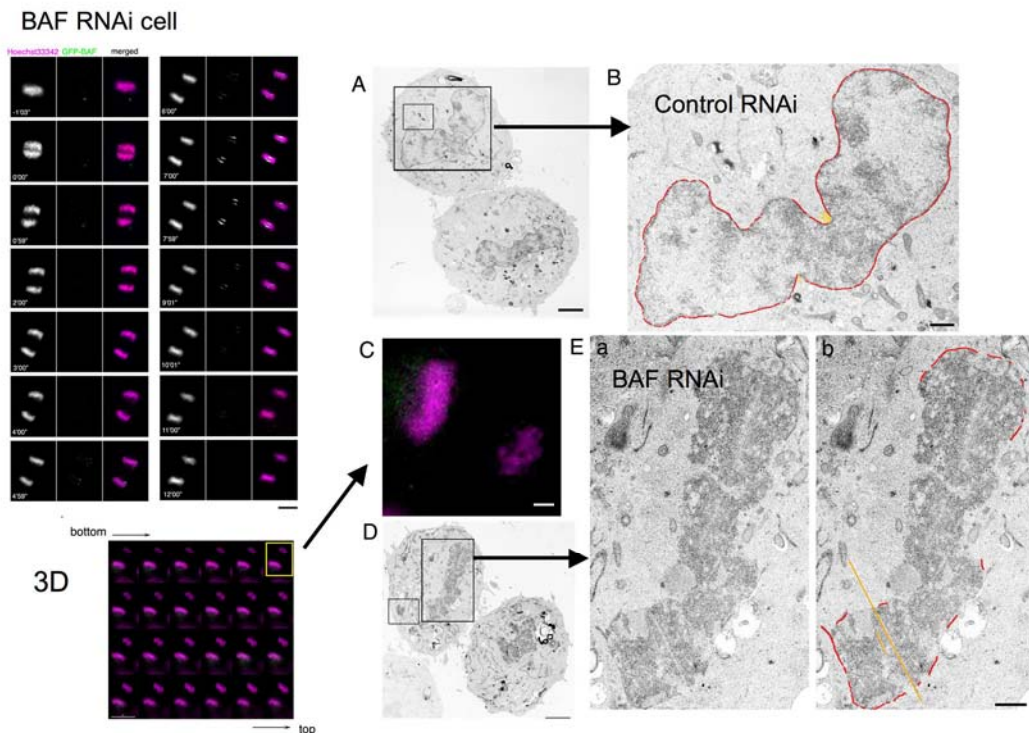 BAF RNAi cell
Hoechst33342 GFP-BAF merged
-1'03"
0'00"
0'59"
2'00"
3'00"
4'00"
4'59"
6'00"
7'00"
7'59"
9'01"
10'01"
11'00"
12'00"
bottom
3D
top
A
B
Control RNAi
C
D
E
a
BAF RNAi
b